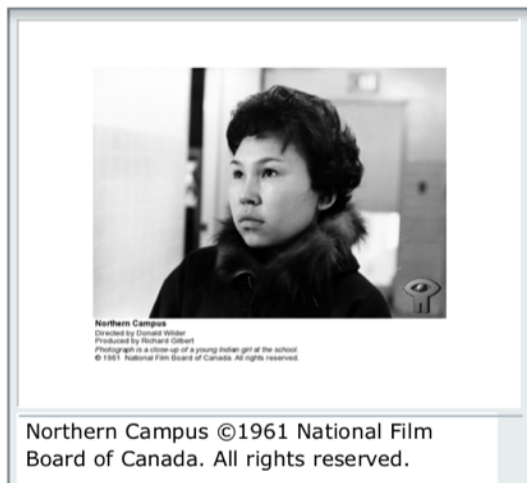 Northern Campus
Directed by Donald Wilder
Produced by Richard Gilbert
Photograph is a close-up of a young Indian girl at the school.
© 1961 National Film Board of Canada. All rights reserved.
Northern Campus ©1961 National Film
Board of Canada. All rights reserved.